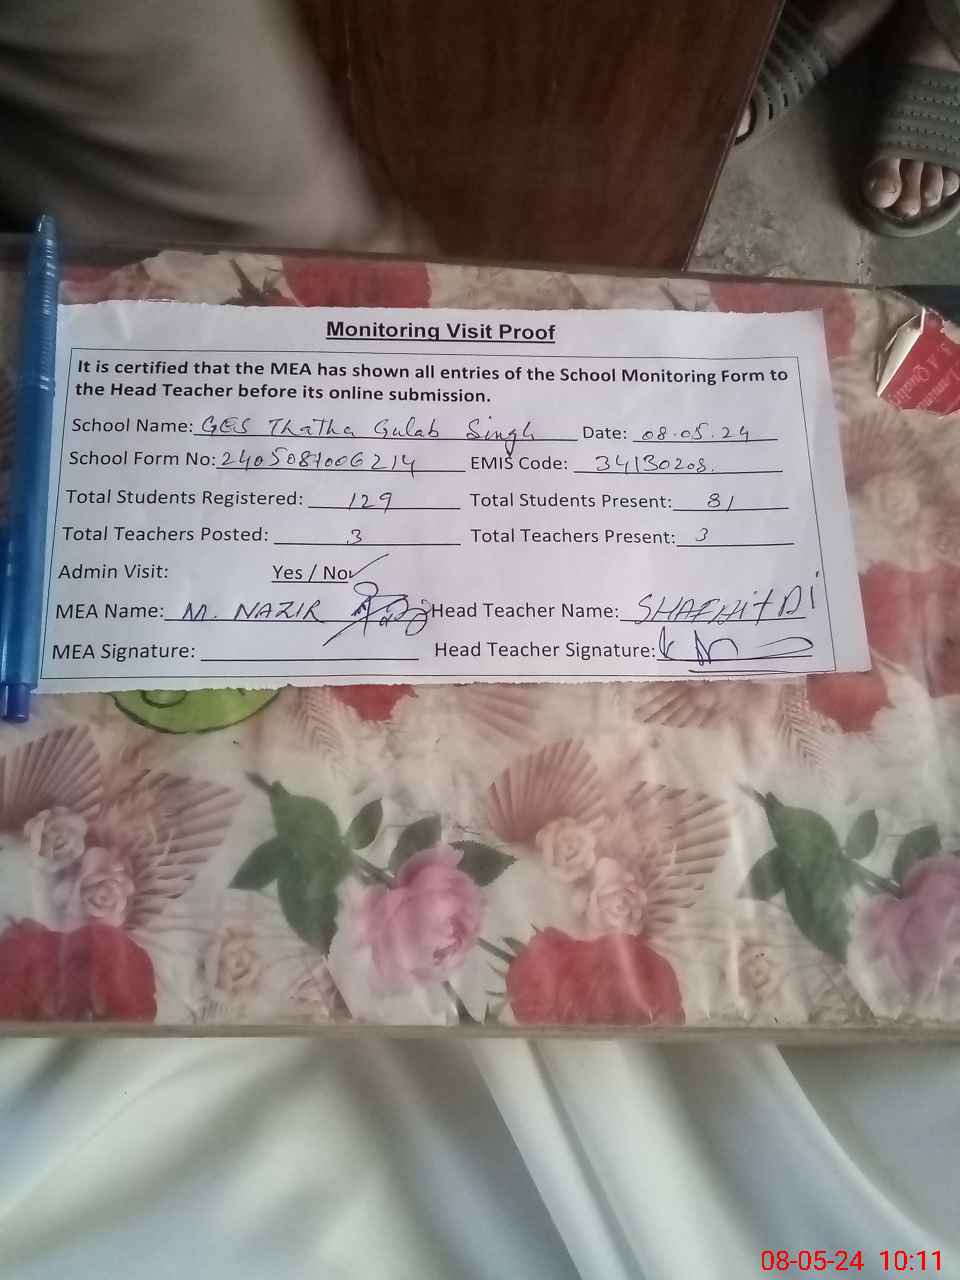 Monitoring Visit Proof
It is certified that the MEA has shown all entries of the School Monitoring Form to
the Head Teacher before its online submission.
School Name: GES Thatha Gulab Singh Date: 08.05.24
School Form No: 2405087006214 EMIS Code: 34130208.
Total Students Registered: 129 Total Students Present: 81
Total Teachers Posted: 3 Total Teachers Present: 3
Admin Visit: Yes / No ✓
MEA Name: M. NAZIR Head Teacher Name:
MEA Signature: Head Teacher Signature:
08-05-24 10:11